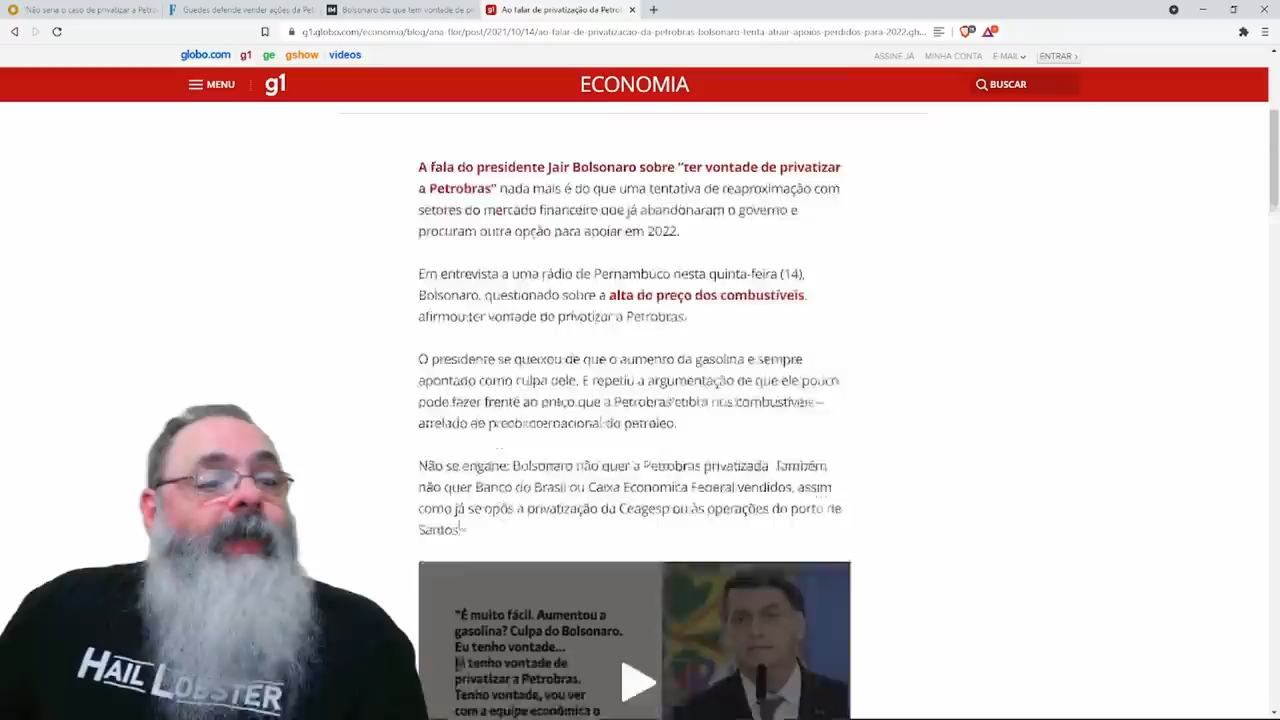 'Não seria o caso de privatizar a Petro
Guedes defende vender ações da Pet
Bolsonaro diz que tem vontade de pr
Ao falar de privatização da Petrol
g1.globo.com/economia/blog/ana-flor/post/2021/10/14/ao-falar-de-privatizacao-da-petrobras-bolsonaro-tenta-atrair-apoios-perdidos-para-2022.gh...
globo.com g1 ge gshow vídeos
ASSINE JÁ MINHA CONTA E-MAIL ENTRAR ›
MENU g1 ECONOMIA BUSCAR
A fala do presidente Jair Bolsonaro sobre "ter vontade de privatizar
a Petrobras" nada mais é do que uma tentativa de reaproximação com
setores do mercado financeiro que já abandonaram o governo e
procuram outra opção para apoiar em 2022.
Em entrevista a uma rádio de Pernambuco nesta quinta-feira (14),
Bolsonaro, questionado sobre a alta do preço dos combustíveis,
afirmou ter vontade de privatizar a Petrobras.
O presidente se queixou de que o aumento da gasolina é sempre
apontado como culpa dele. E repetiu a argumentação de que ele pouco
pode fazer frente ao preço que a Petrobras cobra nos combustíveis –
atrelado ao preço internacional do petróleo.
Não se engane: Bolsonaro não quer a Petrobras privatizada. Também
não quer Banco do Brasil ou Caixa Econômica Federal vendidos, assim
como já se opôs a privatização da Ceagesp ou às operações do porto de
Santos.
"É muito fácil. Aumentou a
gasolina? Culpa do Bolsonaro.
Eu tenho vontade...
Já tenho vontade de
privatizar a Petrobras.
Tenho vontade, vou ver
com a equipe econômica o
HAIL LOBSTER